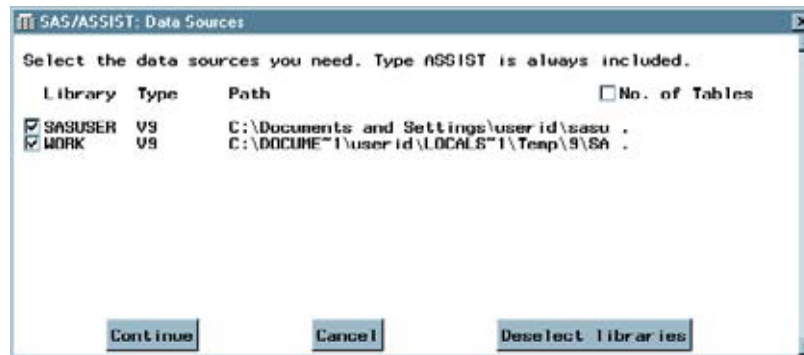 SAS/ASSIST: Data Sources
Select the data sources you need. Type ASSIST is always included.
Library Type Path No. of Tables
SASUSER V9 C:\Documents and Settings\userid\sasu .
WORK V9 C:\DOCUME~1\userid\LOCALS~1\Temp\9\SA .
Continue Cancel Deselect libraries